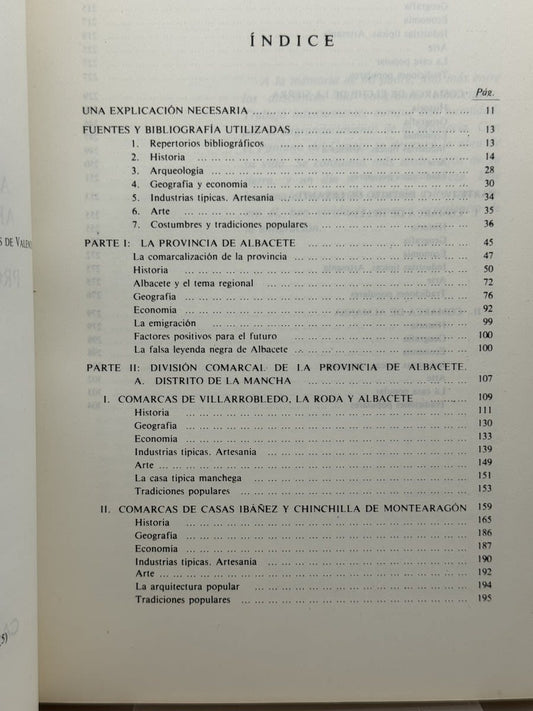 ÍNDICE
Pág.
UNA EXPLICACIÓN NECESARIA ... 11
FUENTES Y BIBLIOGRAFÍA UTILIZADAS ... 13
1. Repertorios bibliográficos ... 13
2. Historia ... 14
3. Arqueología ... 28
4. Geografía y economía ... 30
5. Industrias típicas. Artesanía ... 34
6. Arte ... 35
7. Costumbres y tradiciones populares ... 36
PARTE I: LA PROVINCIA DE ALBACETE ... 45
La comarcalización de la provincia ... 47
Historia ... 50
Albacete y el tema regional ... 72
Geografía ... 76
Economía ... 92
La emigración ... 99
Factores positivos para el futuro ... 100
La falsa leyenda negra de Albacete ... 100
PARTE II: DIVISIÓN COMARCAL DE LA PROVINCIA DE ALBACETE.
A. DISTRITO DE LA MANCHA ... 107
I. COMARCAS DE VILLARROBLEDO, LA RODA Y ALBACETE ... 109
Historia ... 111
Geografía ... 130
Economía ... 133
Industrias típicas. Artesanía ... 139
Arte ... 149
La casa típica manchega ... 151
Tradiciones populares ... 153
II. COMARCAS DE CASAS IBÁÑEZ Y CHINCHILLA DE MONTEARAGÓN 159
Historia ... 165
Geografía ... 186
Economía ... 187
Industrias típicas. Artesanía ... 190
Arte ... 192
La arquitectura popular ... 194
Tradiciones populares ... 195